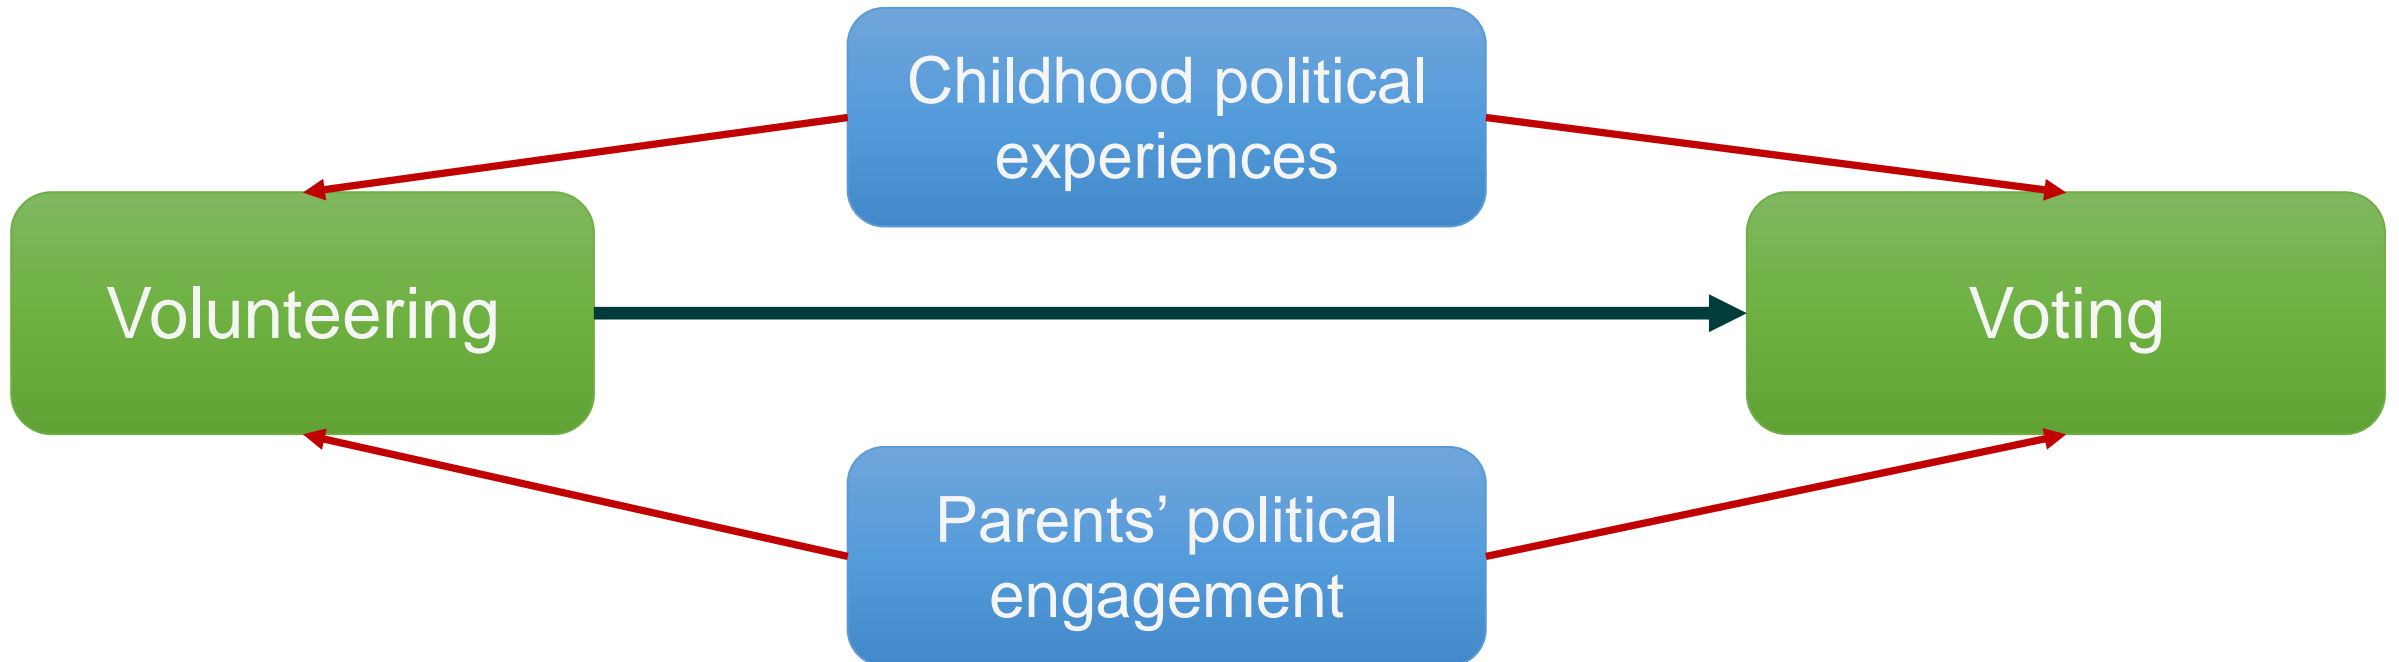 Childhood political
experiences
Volunteering
Voting
Parents’ political
engagement